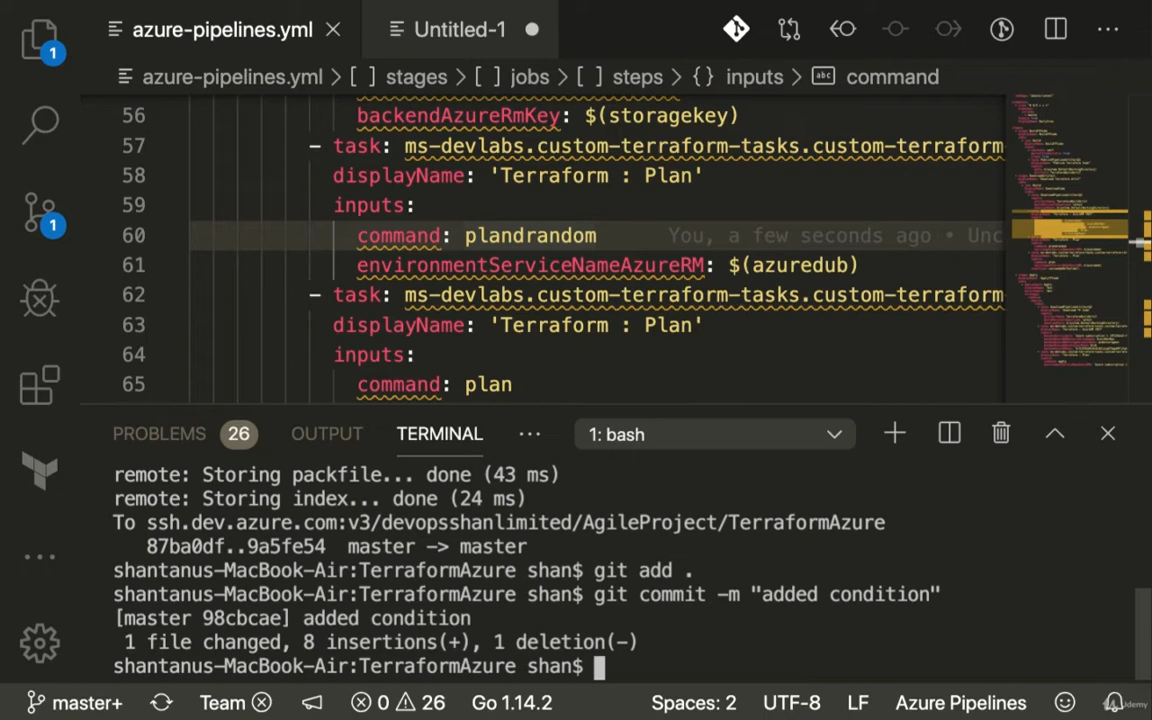 1
azure-pipelines.yml
Untitled-1
azure-pipelines.yml > [ ] stages > [ ] jobs > [ ] steps > {} inputs > abc command
56 backendAzureRmKey: $(storagekey)
57 - task: ms-devlabs.custom-terraform-tasks.custom-terraform
58 displayName: 'Terraform : Plan'
59 inputs:
60 command: plandrandom You, a few seconds ago • Unc
61 environmentServiceNameAzureRM: $(azuredub)
62 - task: ms-devlabs.custom-terraform-tasks.custom-terraform
63 displayName: 'Terraform : Plan'
64 inputs:
65 command: plan
1
PROBLEMS 26 OUTPUT TERMINAL ... 1: bash
remote: Storing packfile... done (43 ms)
remote: Storing index... done (24 ms)
To ssh.dev.azure.com:v3/devopsshanlimited/AgileProject/TerraformAzure
87ba0df..9a5fe54 master -> master
shantanus-MacBook-Air:TerraformAzure shan$ git add .
shantanus-MacBook-Air:TerraformAzure shan$ git commit -m "added condition"
[master 98cbcae] added condition
1 file changed, 8 insertions(+), 1 deletion(-)
shantanus-MacBook-Air:TerraformAzure shan$
master+ Team 0 26 Go 1.14.2 Spaces: 2 UTF-8 LF Azure Pipelines
Udemy